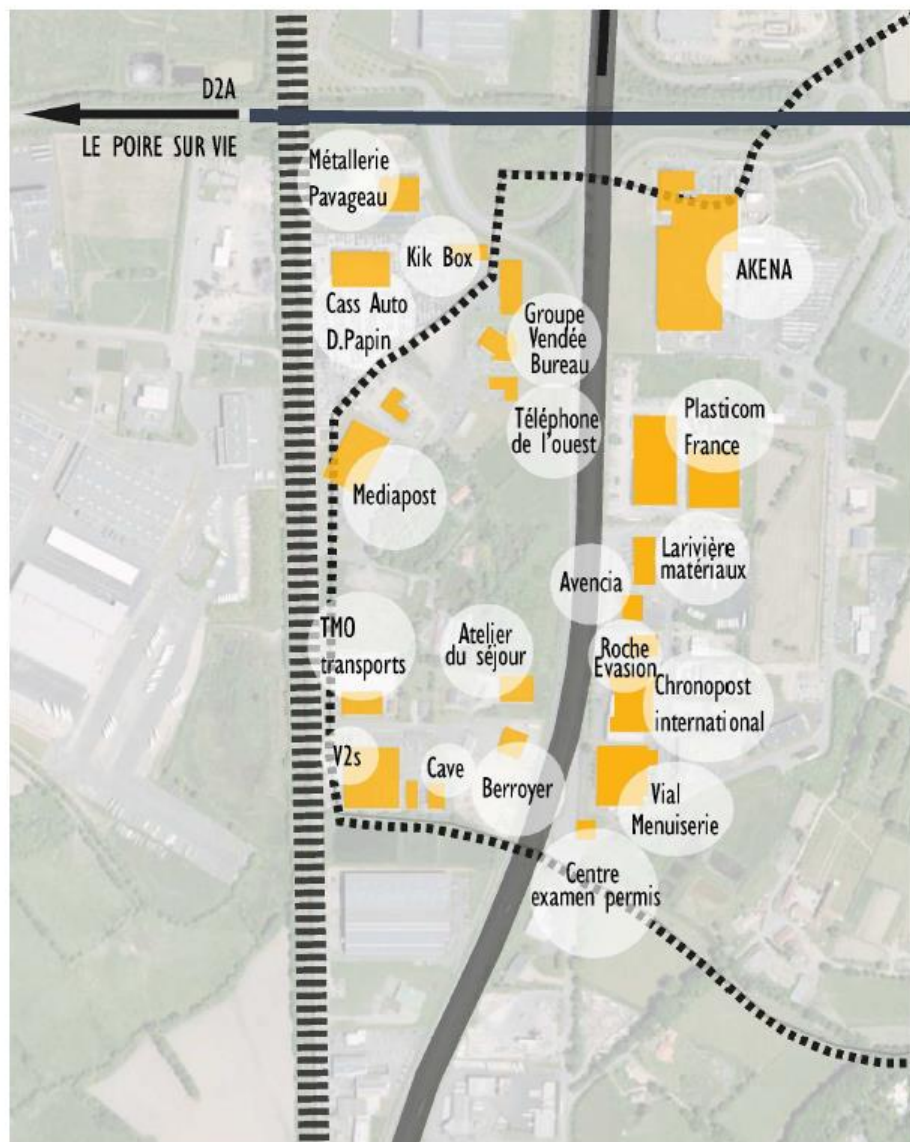 D2A
LE POIRE SUR VIE
Métallerie
Pavageau
Kik Box
AKENA
Cass Auto
D.Papin
Groupe
Vendée
Bureau
Téléphone
de l'ouest
Plasticom
France
Mediapost
Larivière
matériaux
Avencia
TMO
transports
Atelier
du séjour
Roche
Evasion
Chronopost
international
V2s
Cave
Berroyer
Vial
Menuiserie
Centre
examen permis